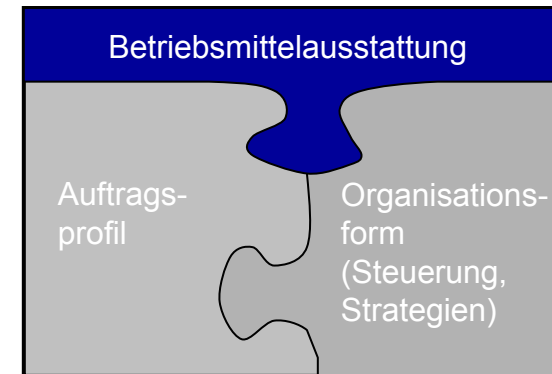 Betriebsmittelausstattung
Auftrags-
profil
Organisations-
form
(Steuerung,
Strategien)